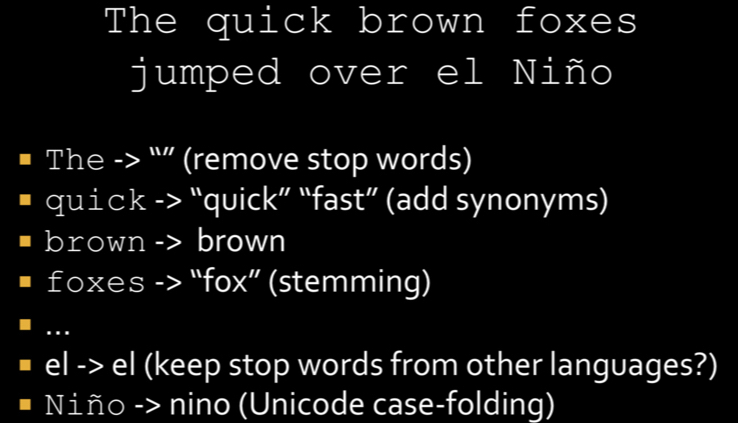 The quick brown foxes
jumped over el Niño
▪ The -> “” (remove stop words)
▪ quick -> “quick” “fast” (add synonyms)
▪ brown -> brown
▪ foxes -> “fox” (stemming)
▪ ...
▪ el -> el (keep stop words from other languages?)
▪ Niño -> nino (Unicode case-folding)